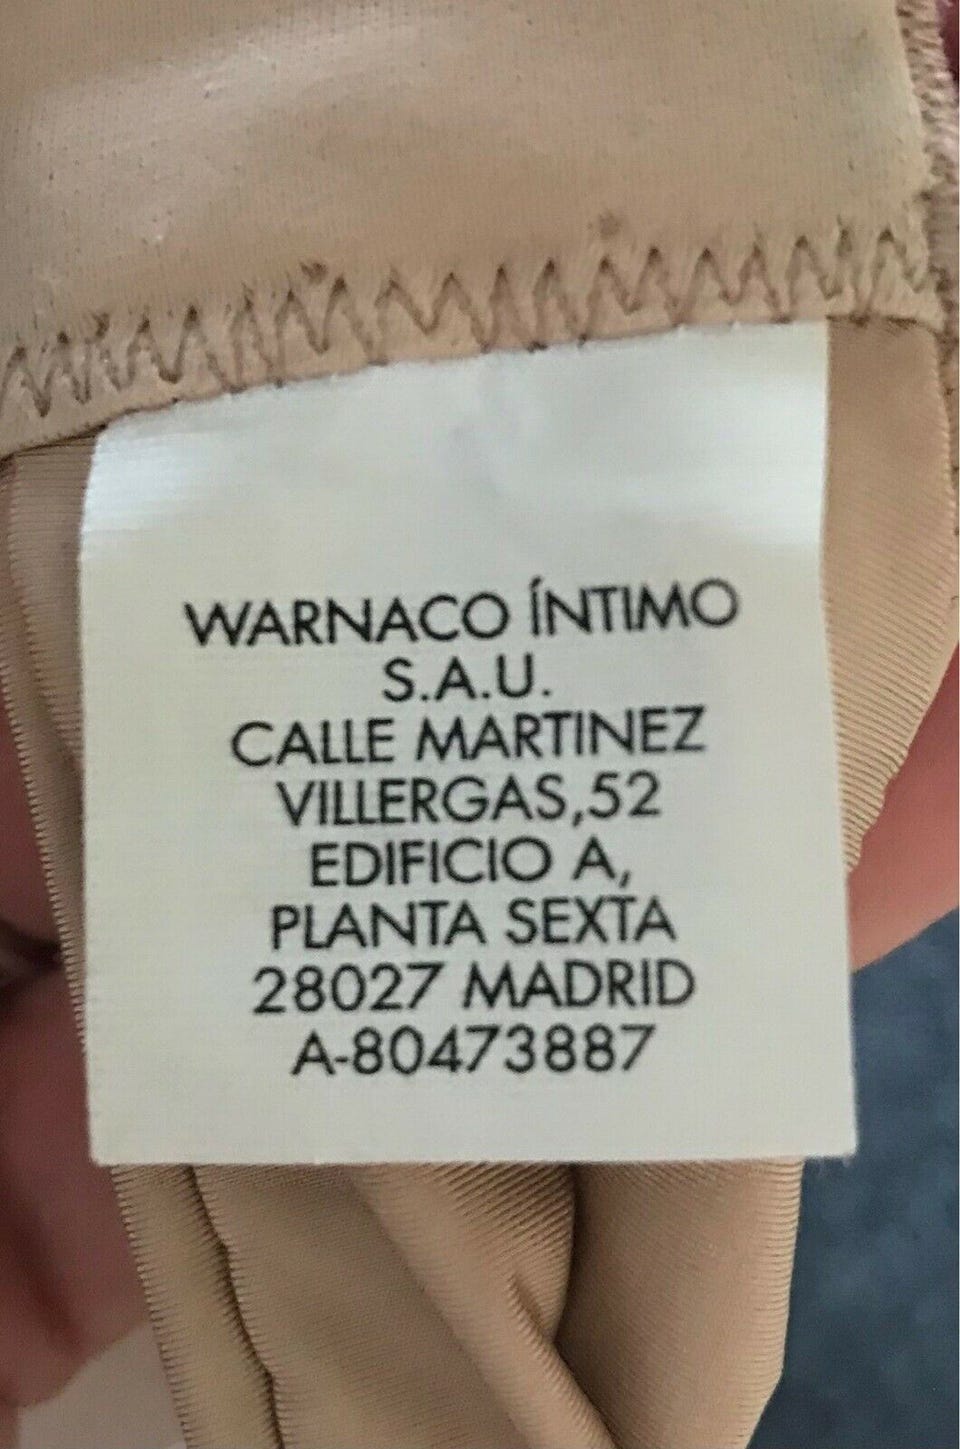 WARNACO ÍNTIMO
S.A.U.
CALLE MARTINEZ
VILLERGAS,52
EDIFICIO A,
PLANTA SEXTA
28027 MADRID
A-80473887